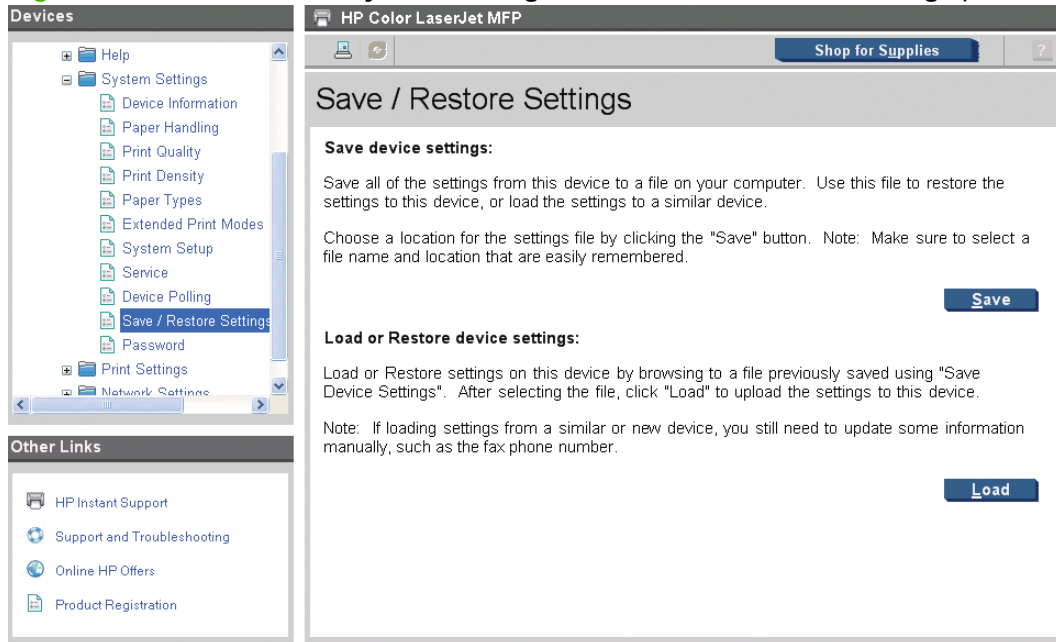 Devices
Help
System Settings
Device Information
Paper Handling
Print Quality
Print Density
Paper Types
Extended Print Modes
System Setup
Service
Device Polling
Save / Restore Settings
Password
Print Settings
Network Settings
Other Links
HP Instant Support
Support and Troubleshooting
Online HP Offers
Product Registration
HP Color LaserJet MFP
Shop for Supplies
?
Save / Restore Settings
Save device settings:
Save all of the settings from this device to a file on your computer. Use this file to restore the
settings to this device, or load the settings to a similar device.
Choose a location for the settings file by clicking the "Save" button. Note: Make sure to select a
file name and location that are easily remembered.
Save
Load or Restore device settings:
Load or Restore settings on this device by browsing to a file previously saved using "Save
Device Settings". After selecting the file, click "Load" to upload the settings to this device.
Note: If loading settings from a similar or new device, you still need to update some information
manually, such as the fax phone number.
Load